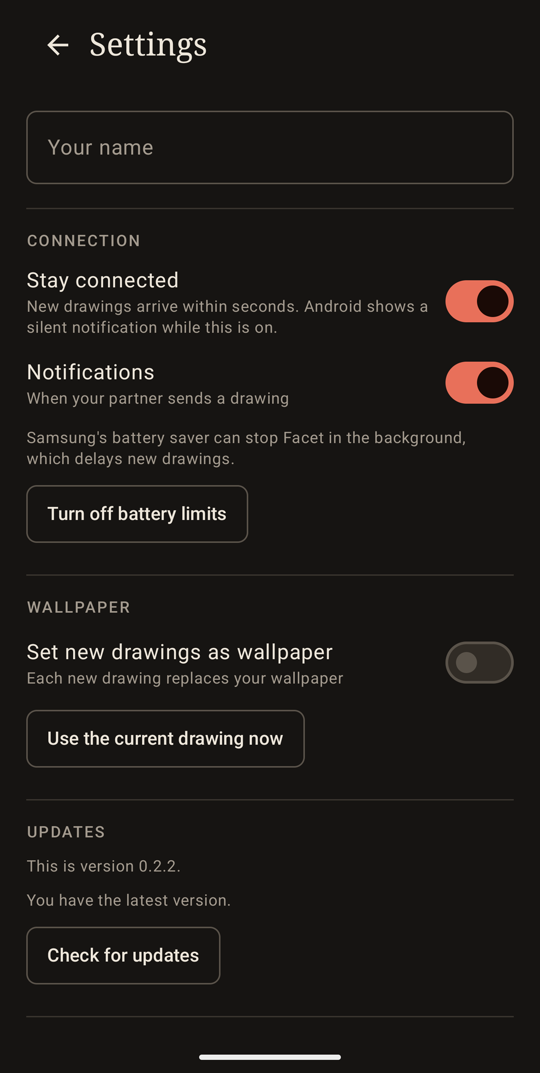 Settings
Your name
CONNECTION
Stay connected
New drawings arrive within seconds. Android shows a
silent notification while this is on.
Notifications
When your partner sends a drawing
Samsung's battery saver can stop Facet in the background,
which delays new drawings.
Turn off battery limits
WALLPAPER
Set new drawings as wallpaper
Each new drawing replaces your wallpaper
Use the current drawing now
UPDATES
This is version 0.2.2.
You have the latest version.
Check for updates